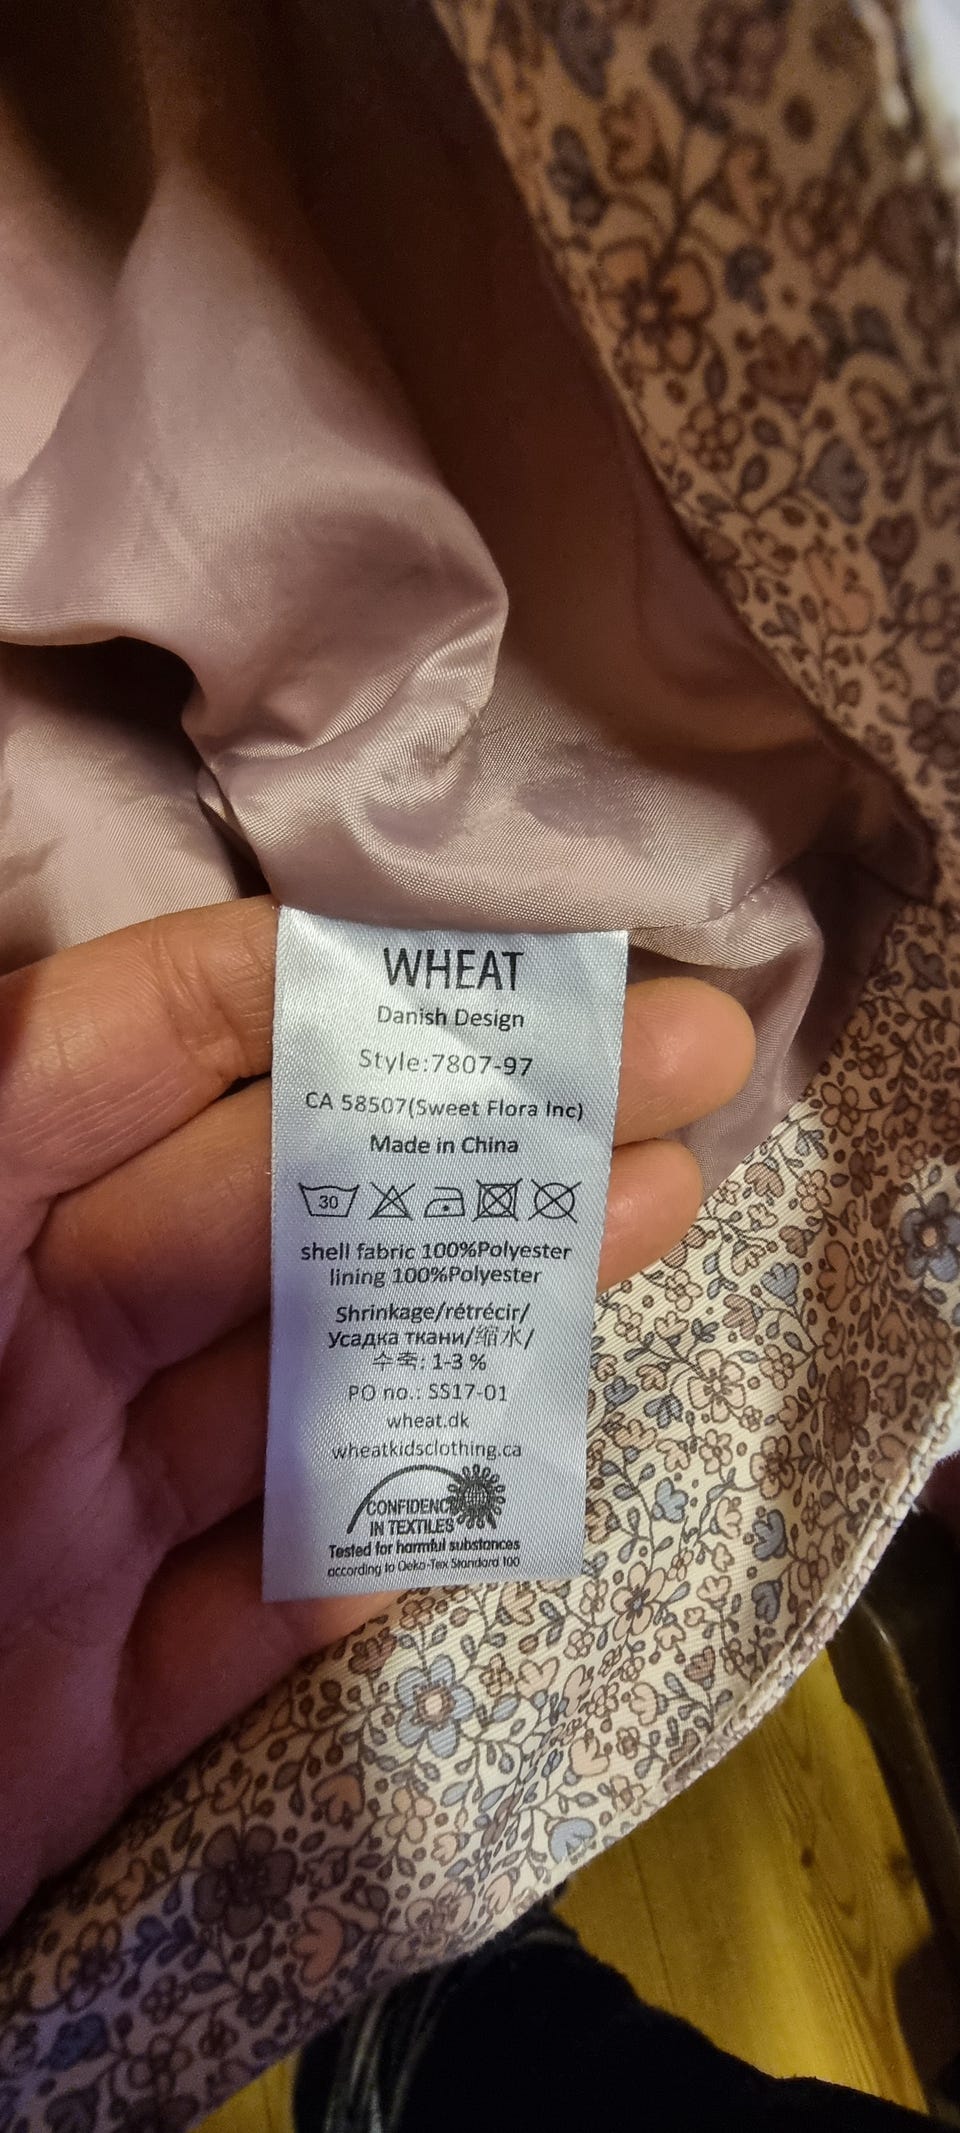 WHEAT
Danish Design
Style:7807-97
CA 58507(Sweet Flora Inc)
Made in China
30
shell fabric 100%Polyester
lining 100%Polyester
Shrinkage/rétrécir/
Усадка ткани/缩水/
수축: 1-3 %
PO no.: SS17-01
wheat.dk
wheatkidsclothing.ca
CONFIDENCE
IN TEXTILES
Tested for harmful substances
according to Oeko-Tex Standard 100